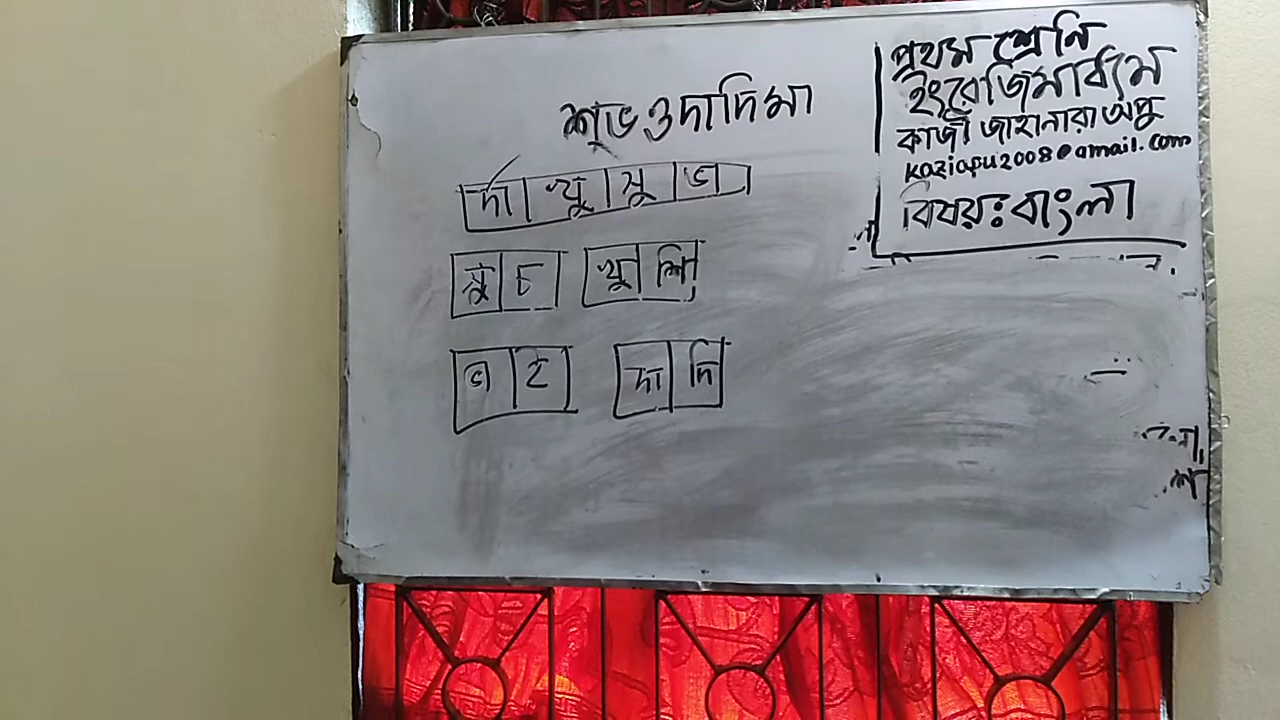 শুভ ও দাদিমা
দা খু সু ভা
সু চ খু শি
ভা ই দা দি
প্রথম শ্রেনি
ইংরেজি মাধ্যম
কাজী জাহানারা অপু
kaziapu2008@gmail.com
বিষয়ঃ বাংলা